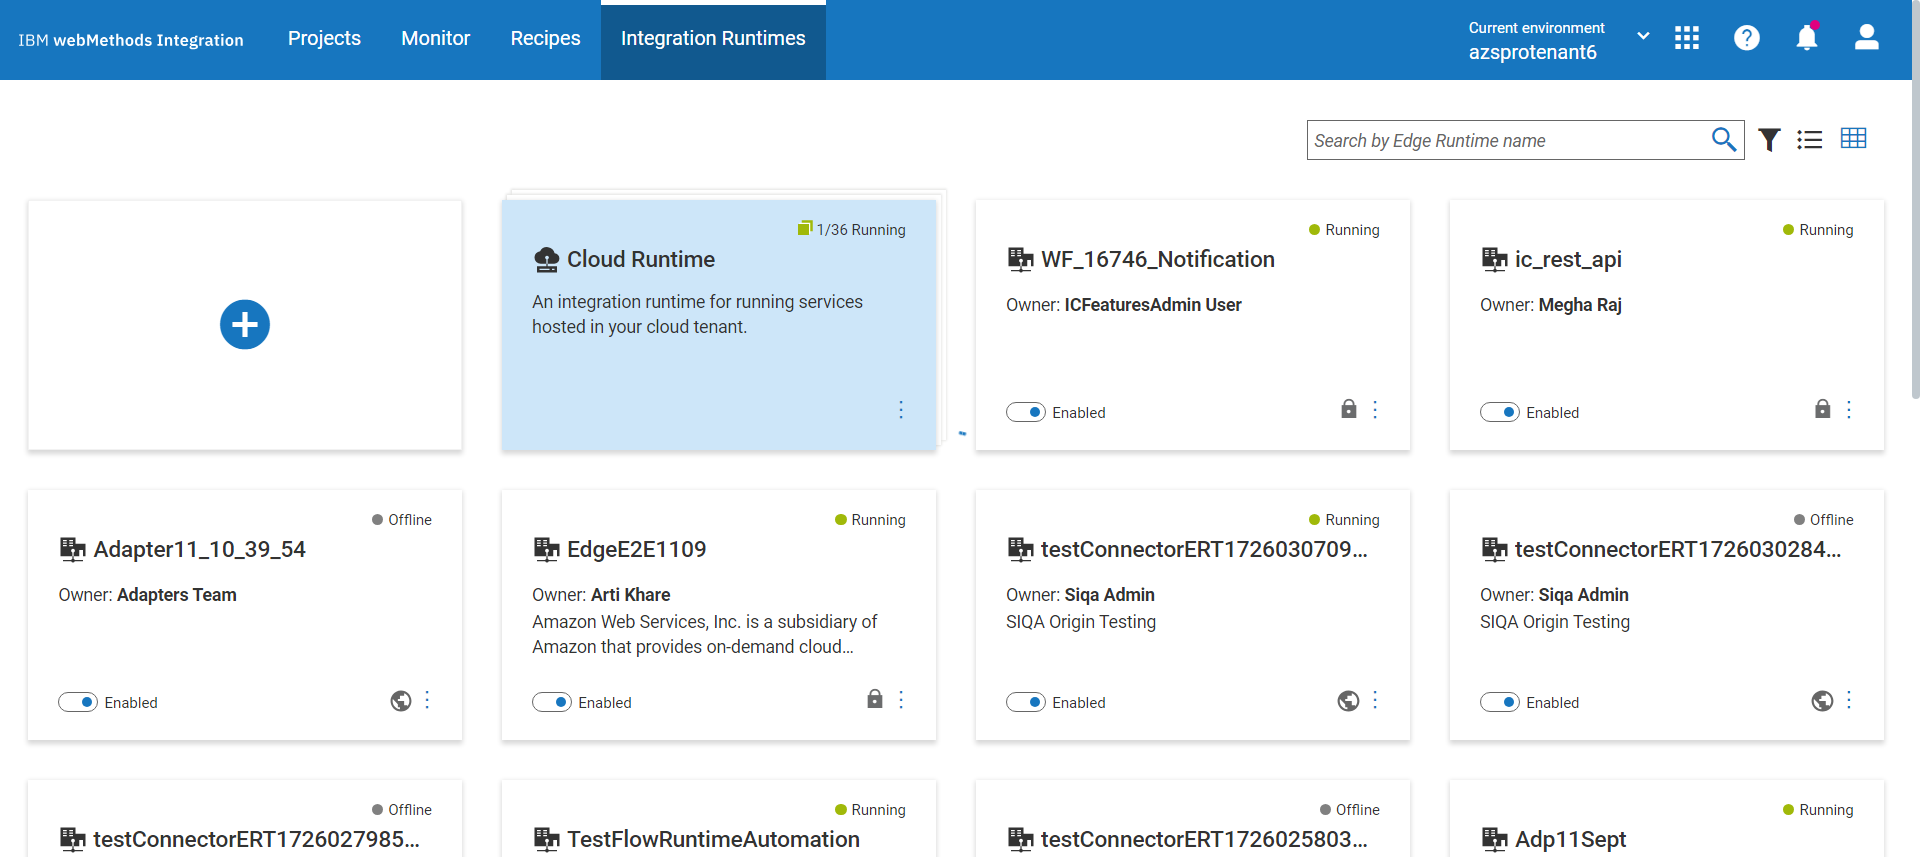 IBM webMethods Integration
Projects
Monitor
Recipes
Integration Runtimes
Current environment
azsprotenant6
Search by Edge Runtime name
1/36 Running
Cloud Runtime
An integration runtime for running services
hosted in your cloud tenant.
Running
WF_16746_Notification
Owner: ICFeaturesAdmin User
Enabled
Running
ic_rest_api
Owner: Megha Raj
Enabled
Offline
Adapter11_10_39_54
Owner: Adapters Team
Enabled
Running
EdgeE2E1109
Owner: Arti Khare
Amazon Web Services, Inc. is a subsidiary of
Amazon that provides on-demand cloud...
Enabled
Running
testConnectorERT1726030709...
Owner: Siqa Admin
SIQA Origin Testing
Enabled
Offline
testConnectorERT1726030284...
Owner: Siqa Admin
SIQA Origin Testing
Enabled
Offline
testConnectorERT1726027985...
Running
TestFlowRuntimeAutomation
Offline
testConnectorERT1726025803...
Running
Adp11Sept